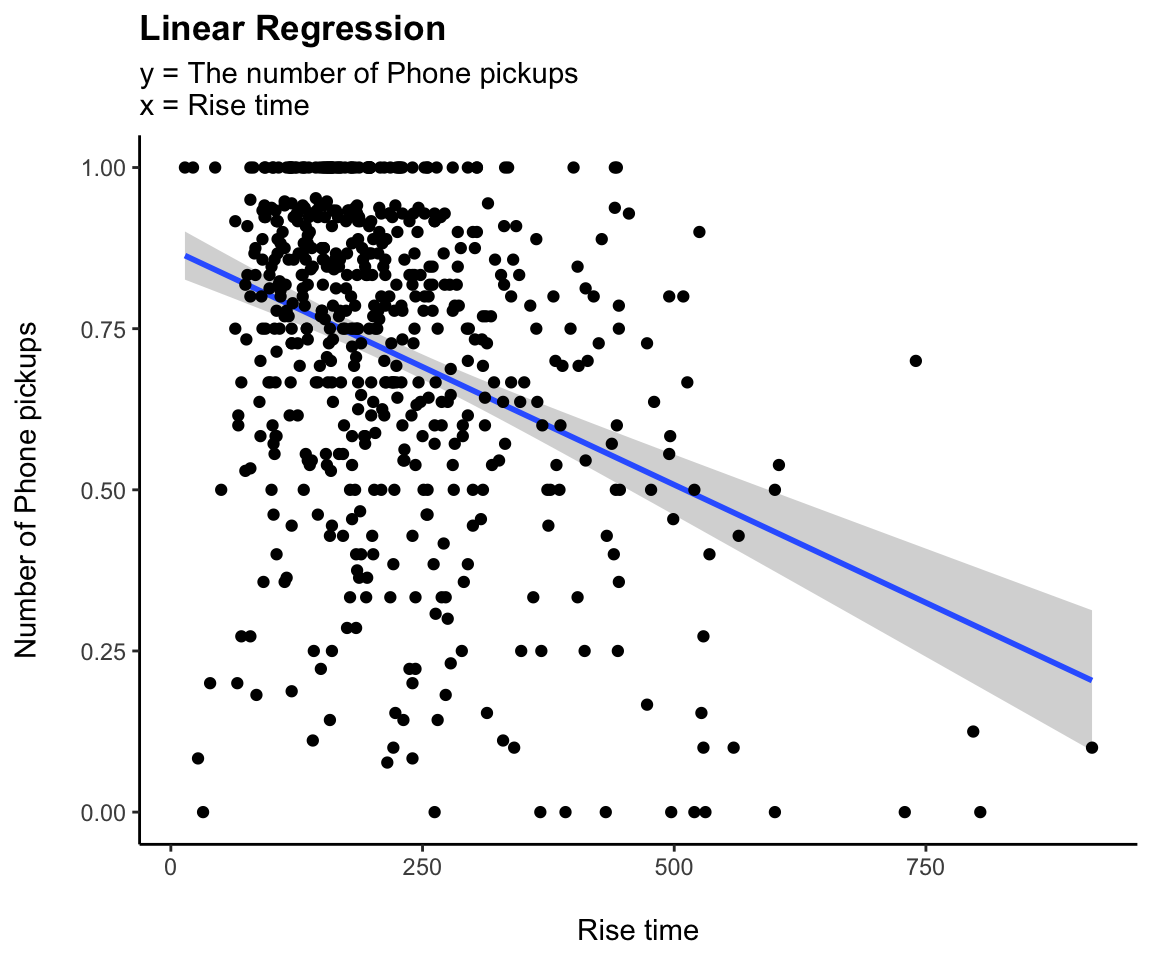 Linear Regression
y = The number of Phone pickups
x = Rise time
Number of Phone pickups
1.00
0.75
0.50
0.25
0.00
0
250
500
750
Rise time